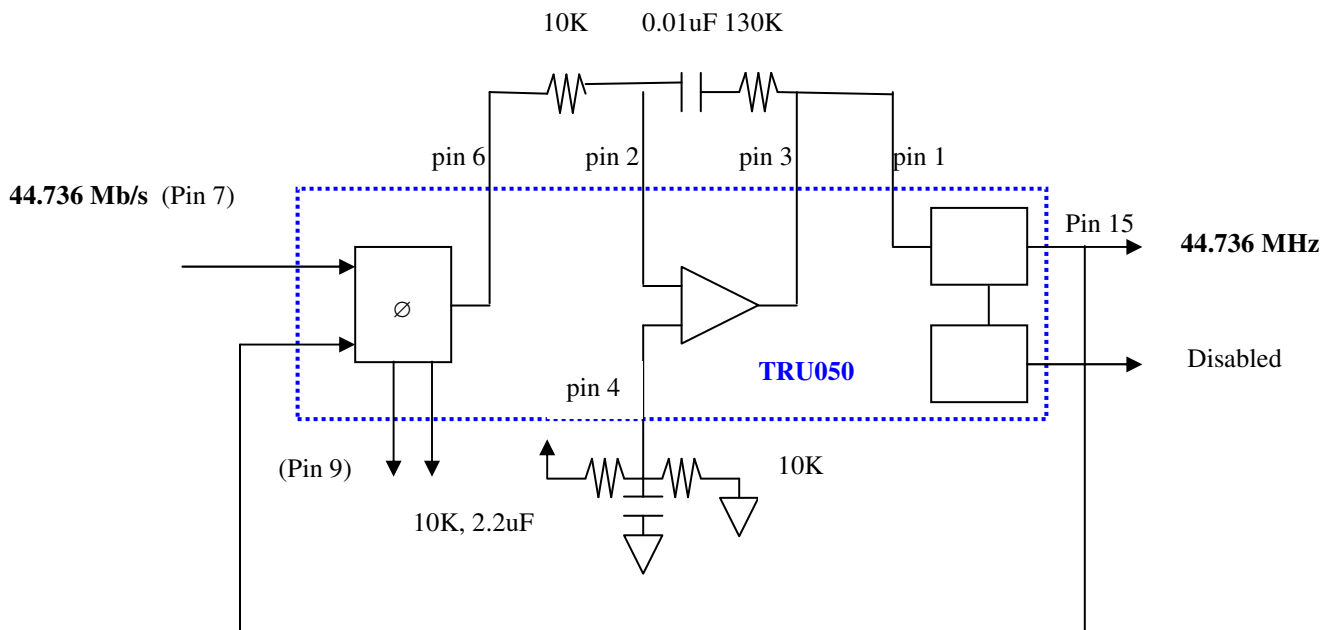 10K 0.01uF 130K
pin 6 pin 2 pin 3 pin 1
44.736 Mb/s (Pin 7)
Pin 15
44.736 MHz
∅
TRU050
Disabled
pin 4
(Pin 9)
10K
10K, 2.2uF